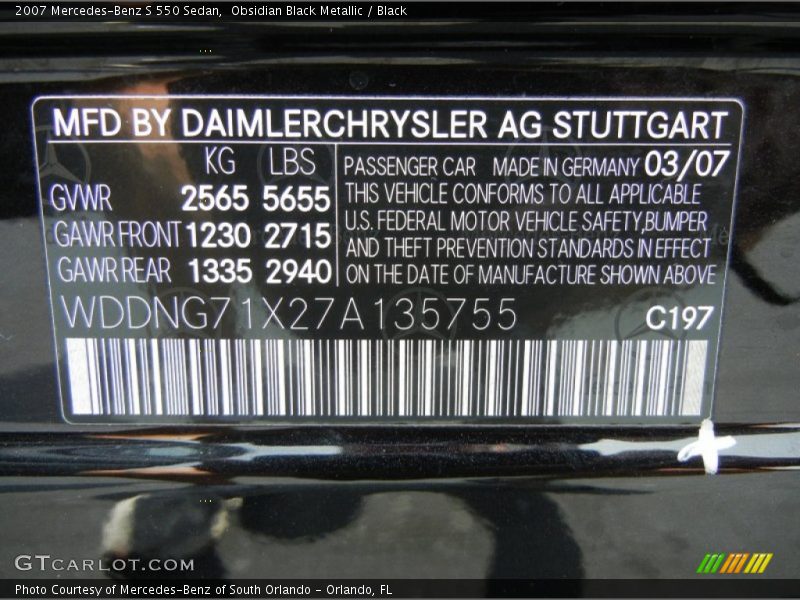 2007 Mercedes-Benz S 550 Sedan, Obsidian Black Metallic / Black
MFD BY DAIMLERCHRYSLER AG STUTTGART
KG LBS
GVWR 2565 5655
GAWR FRONT 1230 2715
GAWR REAR 1335 2940
PASSENGER CAR MADE IN GERMANY 03/07
THIS VEHICLE CONFORMS TO ALL APPLICABLE
U.S. FEDERAL MOTOR VEHICLE SAFETY,BUMPER
AND THEFT PREVENTION STANDARDS IN EFFECT
ON THE DATE OF MANUFACTURE SHOWN ABOVE
WDDNG71X27A135755
C197
GTCARLOT.COM
Photo Courtesy of Mercedes-Benz of South Orlando - Orlando, FL